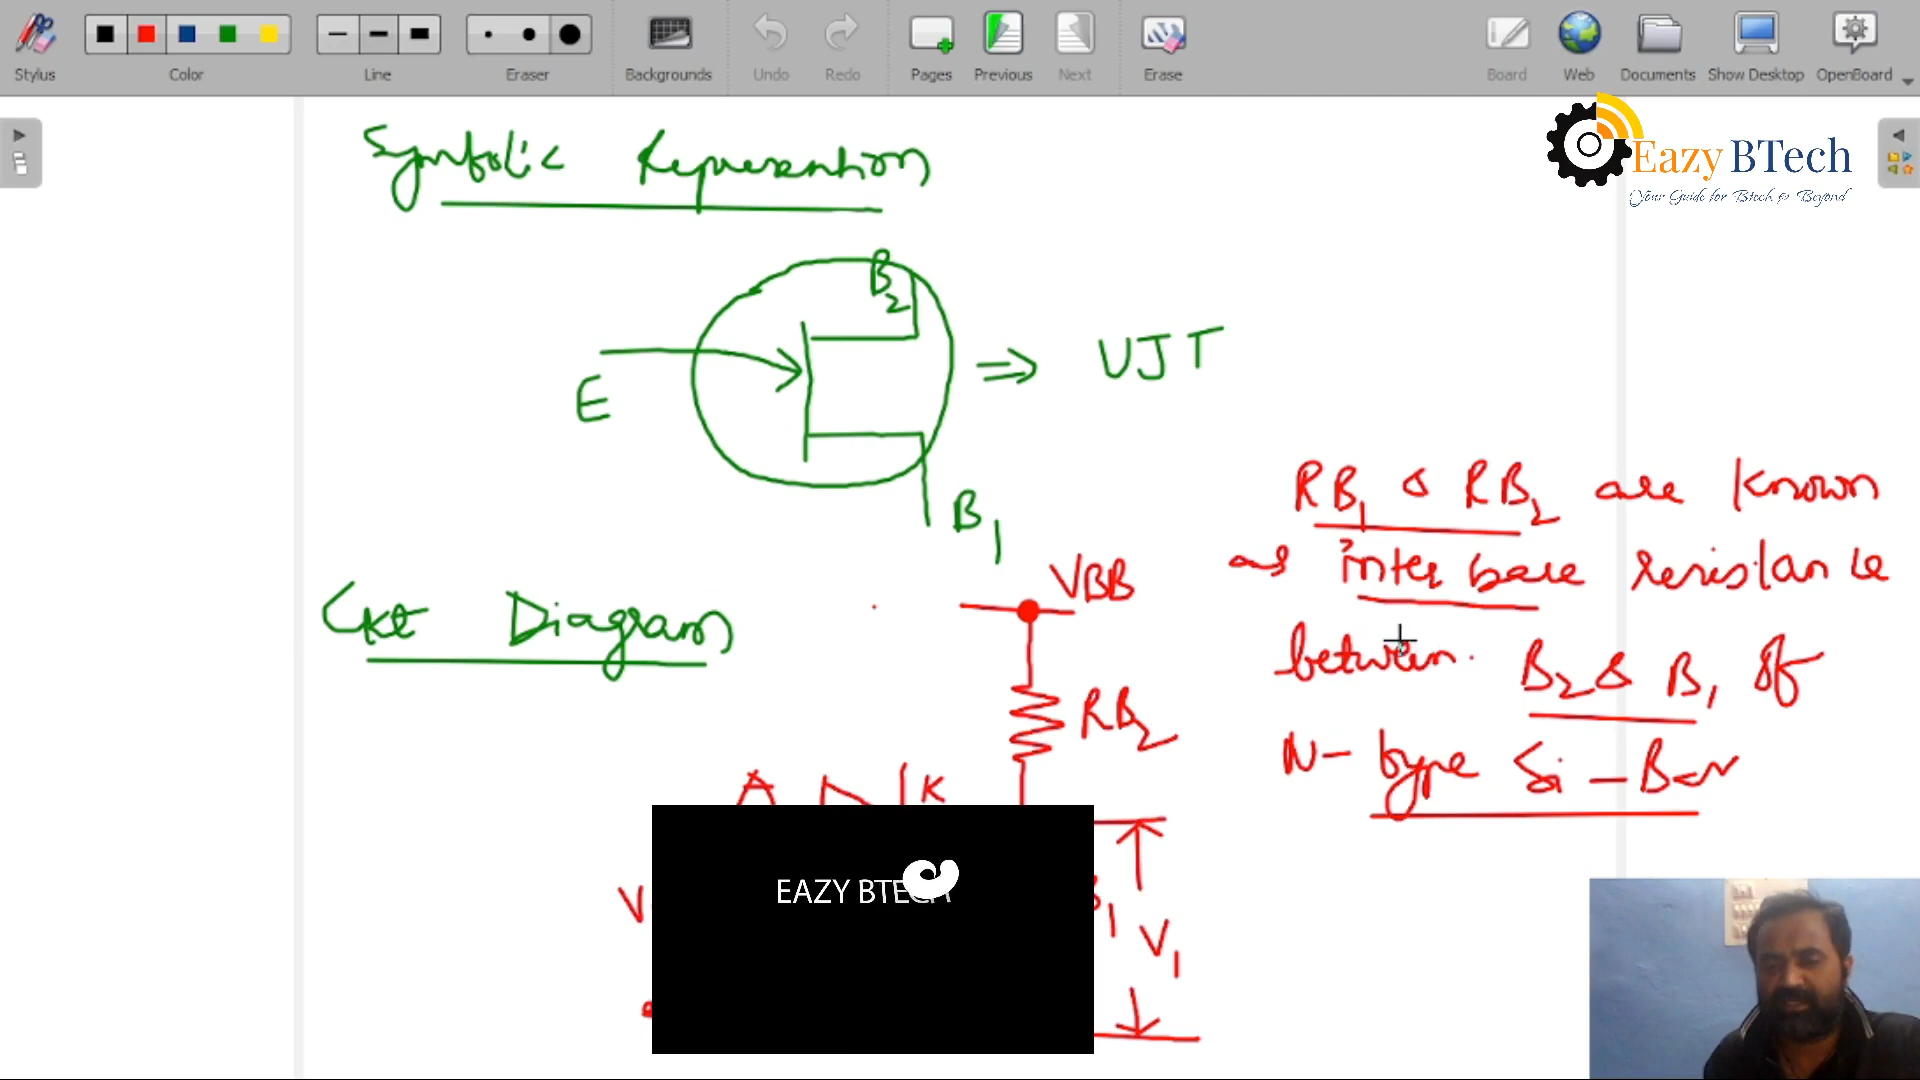 Stylus
Color
Line
Eraser
Backgrounds
Undo
Redo
Pages
Previous
Next
Erase
Board
Web
Documents
Show Desktop
OpenBoard
Eazy BTech
Your Guide for Btech & Beyond
Symbolic Represention
B2
E
⇒ UJT
B1
RB1 & RB2 are known
as inter base resistance
between B2 & B1 of
N-type Si-Bar
Ckt Diagram
VBB
RB2
A
K
V
EAZY BTECH
1
V1